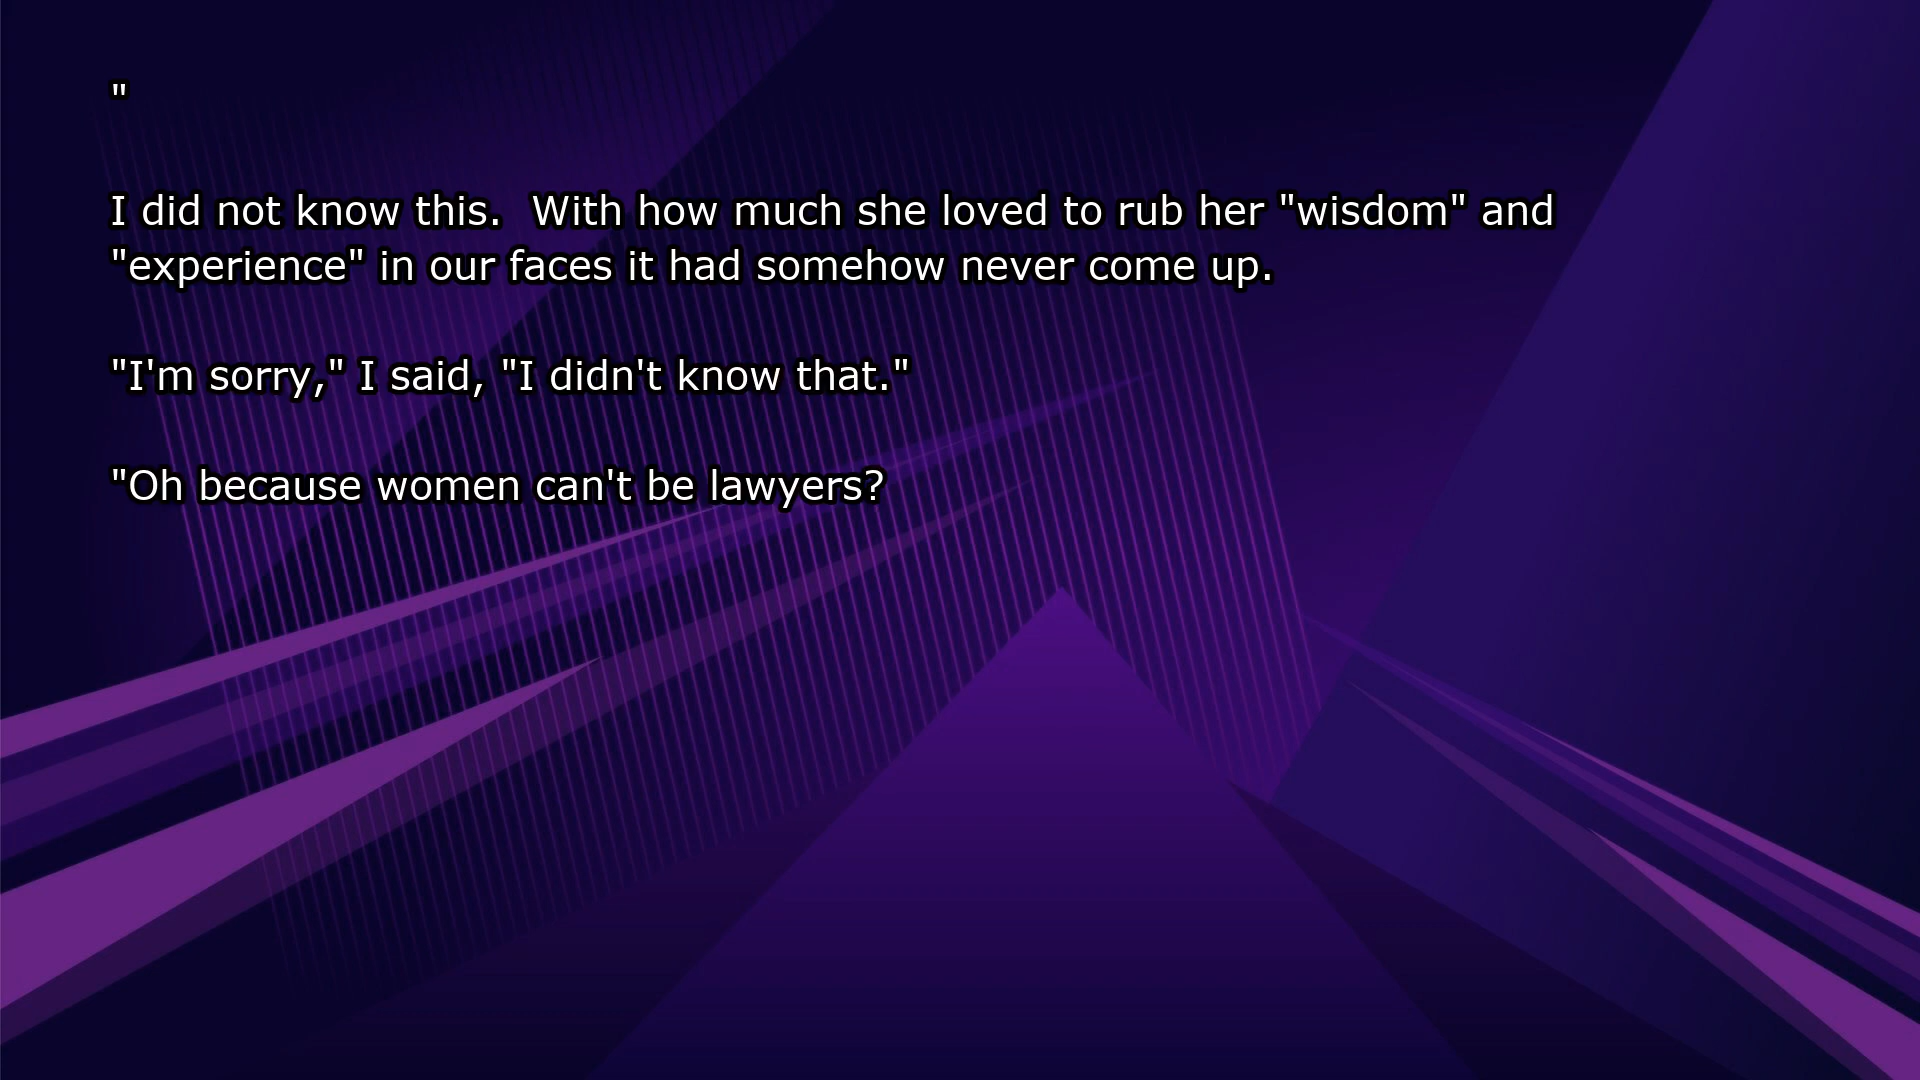 "
I did not know this.  With how much she loved to rub her "wisdom" and
"experience" in our faces it had somehow never come up.
"I'm sorry," I said, "I didn't know that."
"Oh because women can't be lawyers?